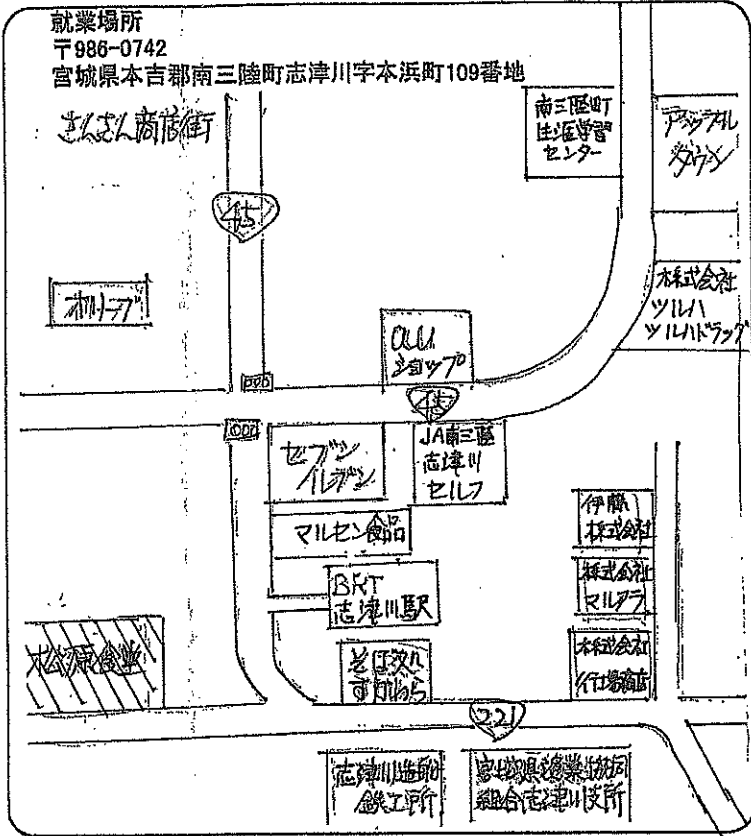 就業場所
〒986-0742
宮城県本吉郡南三陸町志津川字本浜町109番地
さんさん商店街
南三陸町
生涯学習
センター
アップルル
タウン
45
オリーブ
株式会社
ツルハ
ツルハドラッグ
au
ショップ
45
セブン
イレブン
JA南三陸
志津川
セルフ
マルセン食品
伊藤
株式会社
BRT
志津川駅
株式会社
マルアラ
松原食堂
株式会社
行場商店
221
志津川造船
鉄工所
宮城県漁業協同
組合志津川支所